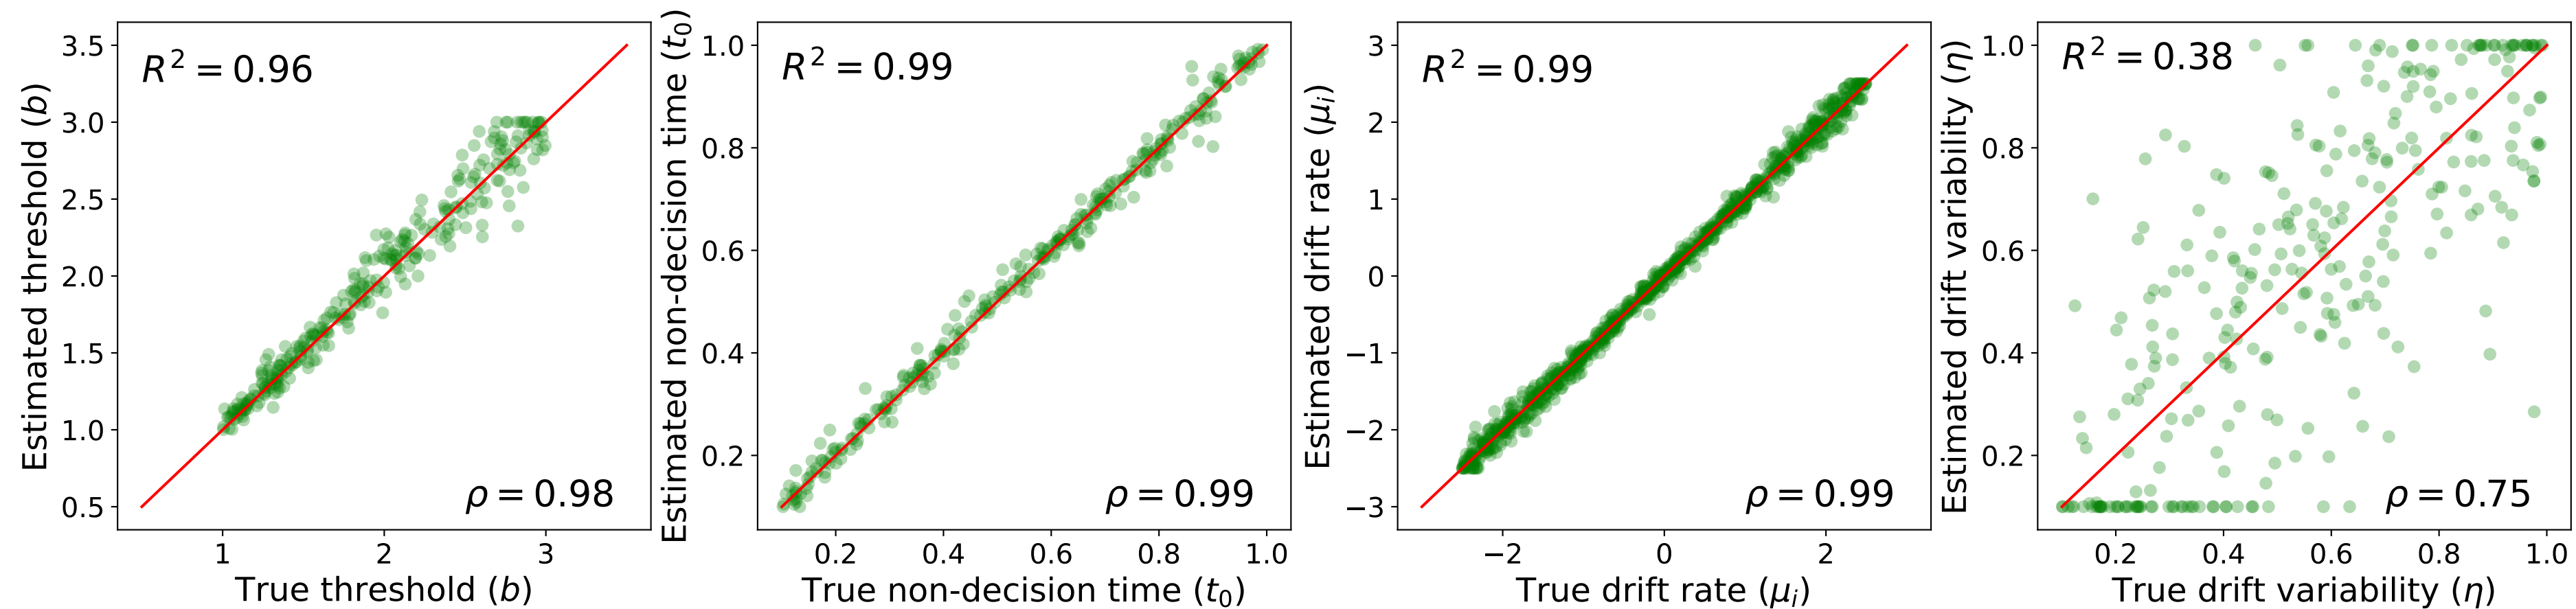 R² = 0.96
ρ = 0.98
3.5
3.0
2.5
2.0
1.5
1.0
0.5
1 2 3
Estimated threshold (b)
True threshold (b)
R² = 0.99
ρ = 0.99
1.0
0.8
0.6
0.4
0.2
0.2 0.4 0.6 0.8 1.0
Estimated non-decision time (t₀)
True non-decision time (t₀)
R² = 0.99
ρ = 0.99
3
2
1
0
−1
−2
−3
−2 0 2
Estimated drift rate (μᵢ)
True drift rate (μᵢ)
R² = 0.38
ρ = 0.75
1.0
0.8
0.6
0.4
0.2
0.2 0.4 0.6 0.8 1.0
Estimated drift variability (η)
True drift variability (η)